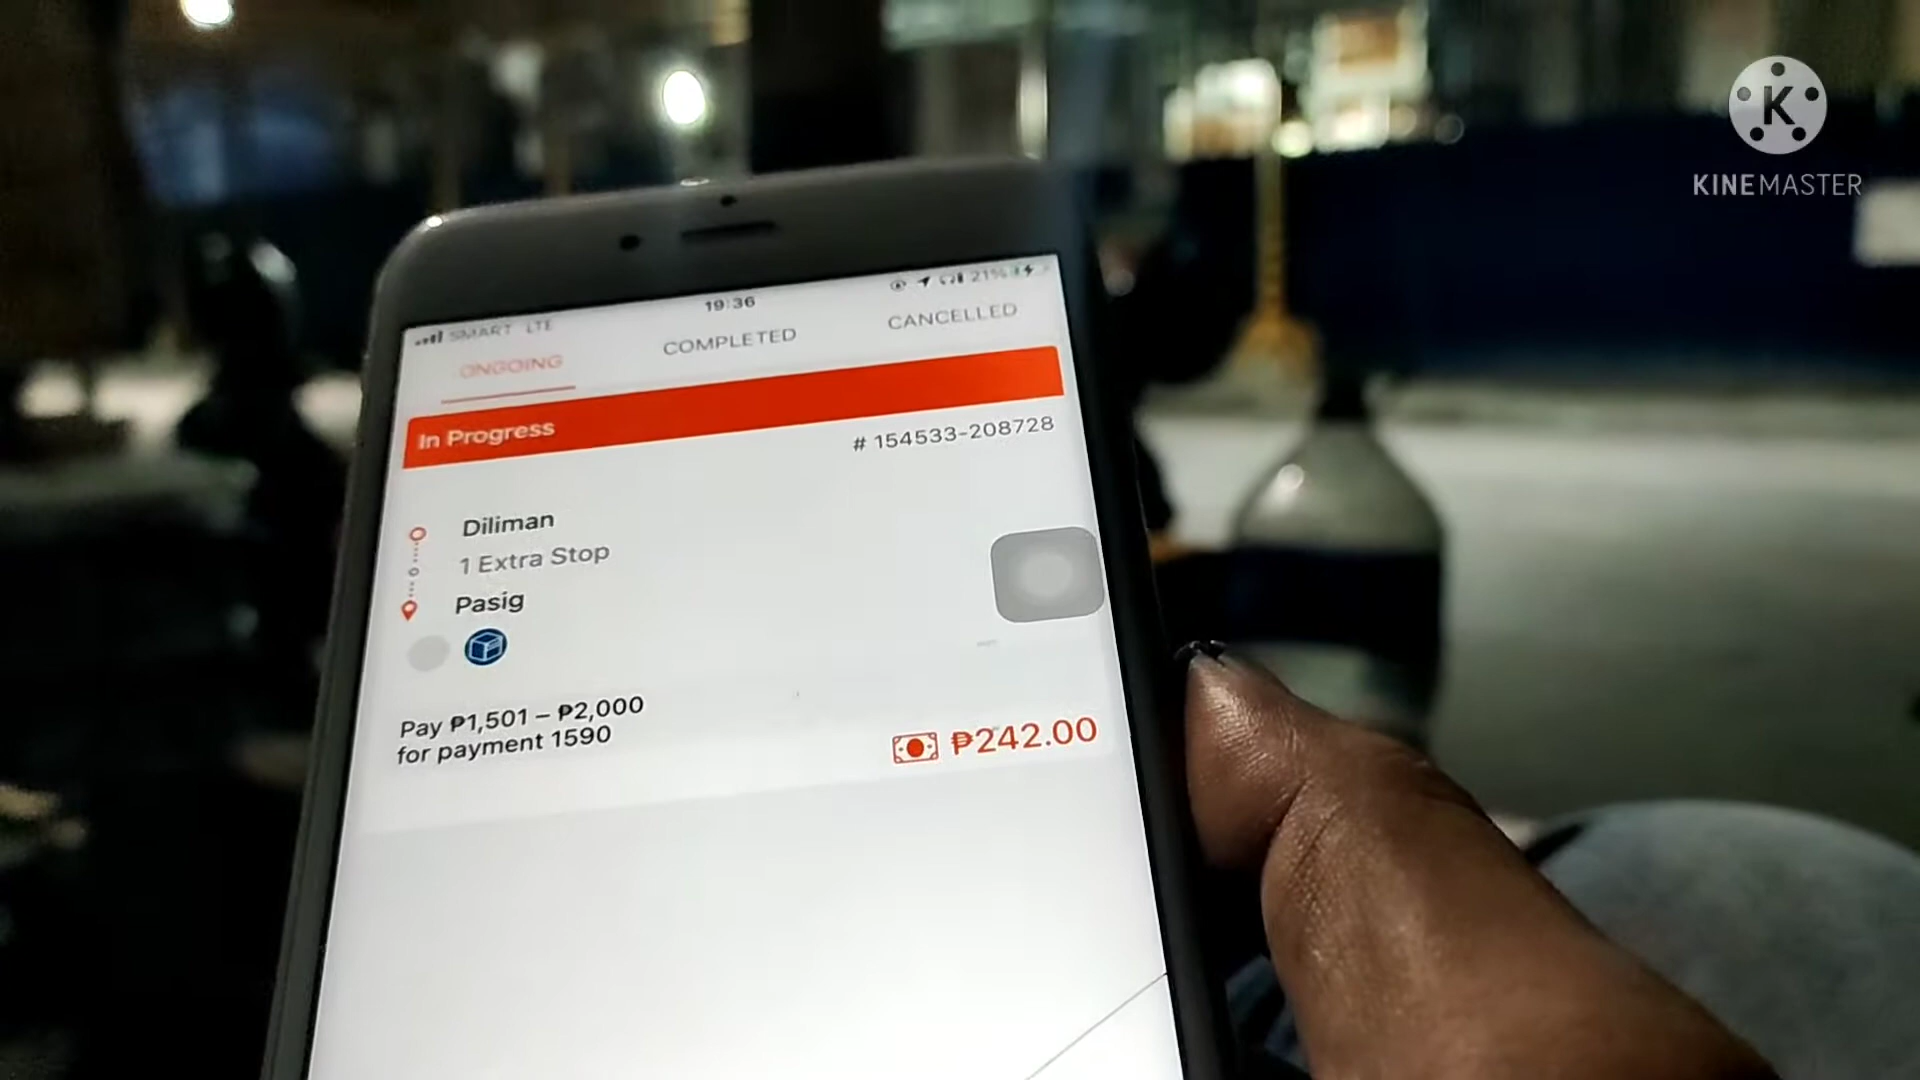 K
KINEMASTER
SMART LTE
19:36
21%
ONGOING
COMPLETED
CANCELLED
In Progress
# 154533-208728
Diliman
1 Extra Stop
Pasig
Pay ₱1,501 – ₱2,000
for payment 1590
₱242.00